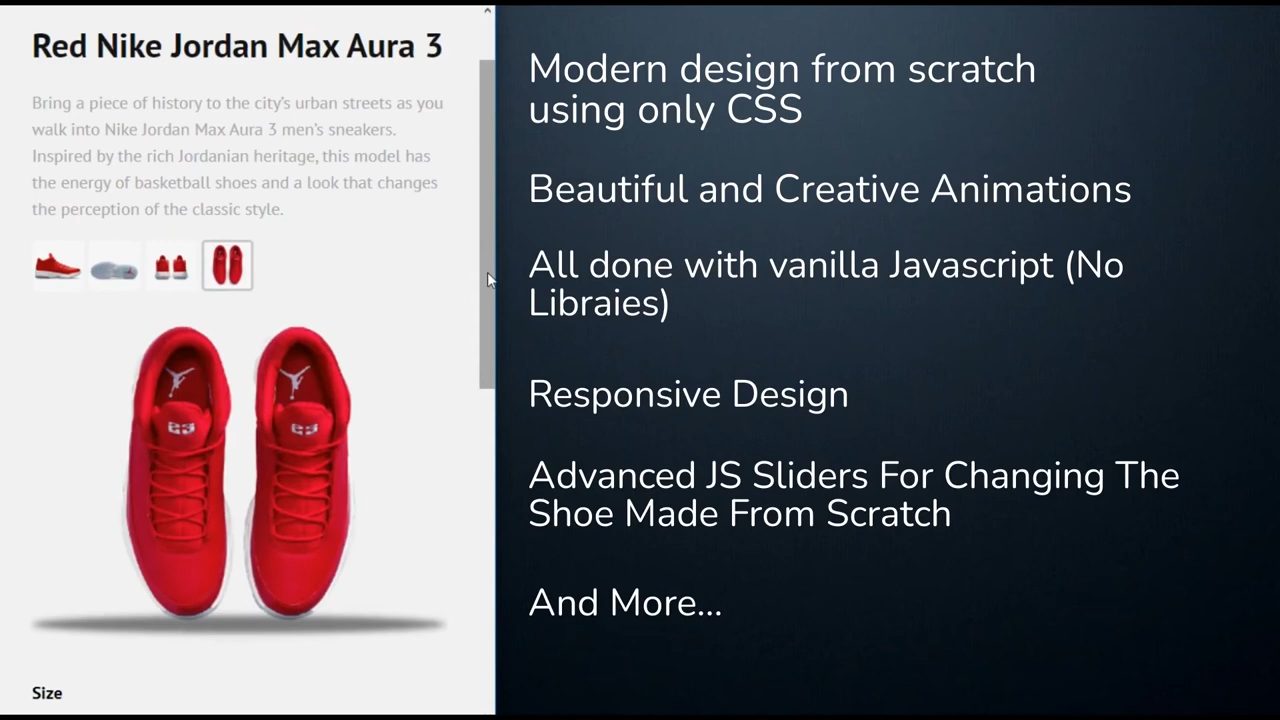 Red Nike Jordan Max Aura 3
Bring a piece of history to the city's urban streets as you
walk into Nike Jordan Max Aura 3 men's sneakers.
Inspired by the rich Jordanian heritage, this model has
the energy of basketball shoes and a look that changes
the perception of the classic style.
23
23
Size
Modern design from scratch
using only CSS
Beautiful and Creative Animations
All done with vanilla Javascript (No
Libraies)
Responsive Design
Advanced JS Sliders For Changing The
Shoe Made From Scratch
And More...